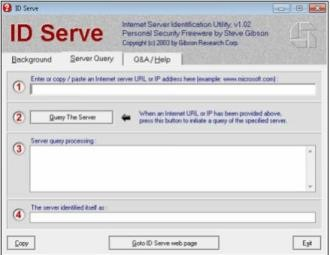 ID Serve
ID Serve
Internet Server Identification Utility, v1.02
Personal Security Freeware by Steve Gibson
Copyright (c) 2003 by Gibson Research Corp.
Background
Server Query
Q&A / Help
1
Enter or copy / paste an Internet server URL or IP address here (example: www.microsoft.com) :
2
Query The Server
When an Internet URL or IP has been provided above,
press this button to initiate a query of the specified server.
3
Server query processing :
4
The server identified itself as :
Copy
Goto ID Serve web page
Exit